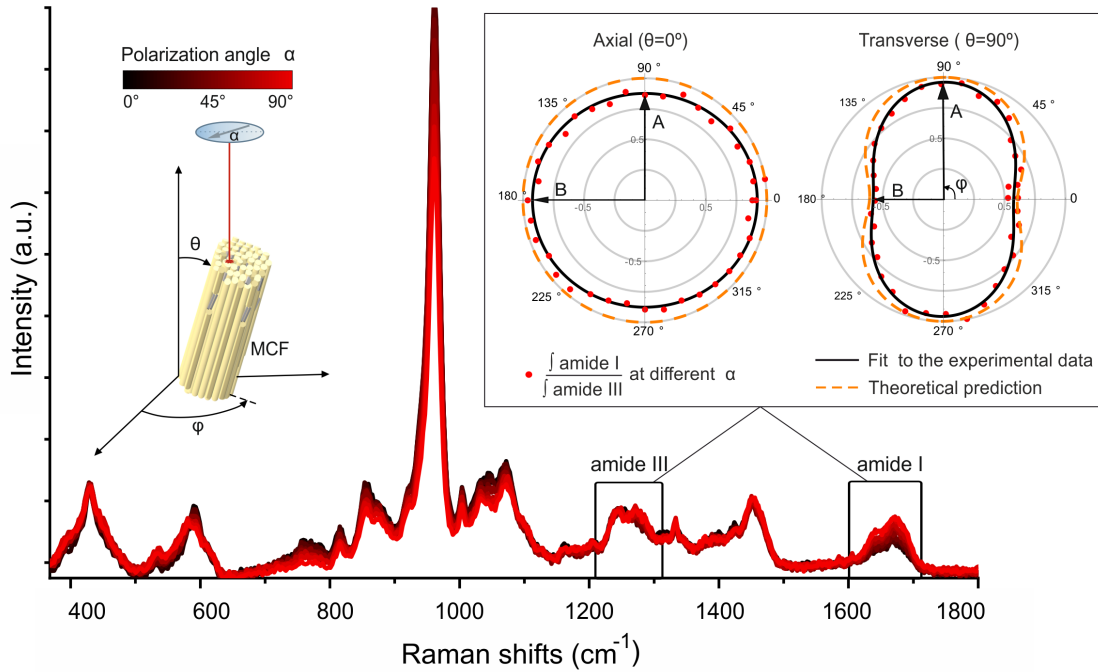 Polarization angle α
0° 45° 90°
α
θ
MCF
φ
Axial (θ=0º)
90 °
135 ° 45 °
A
0.5
180 ° B 0
-0.5 0.5
-0.5
225 ° 315 °
270 °
Transverse ( θ=90º)
90 °
135 ° 45 °
A
0.5
φ
180 ° B 0
-0.5 0.5
-0.5
225 ° 315 °
270 °
∫ amide I
∫ amide III
at different α
Fit to the experimental data
Theoretical prediction
amide III
amide I
Intensity (a.u.)
400 600 800 1000 1200 1400 1600 1800
Raman shifts (cm⁻¹)